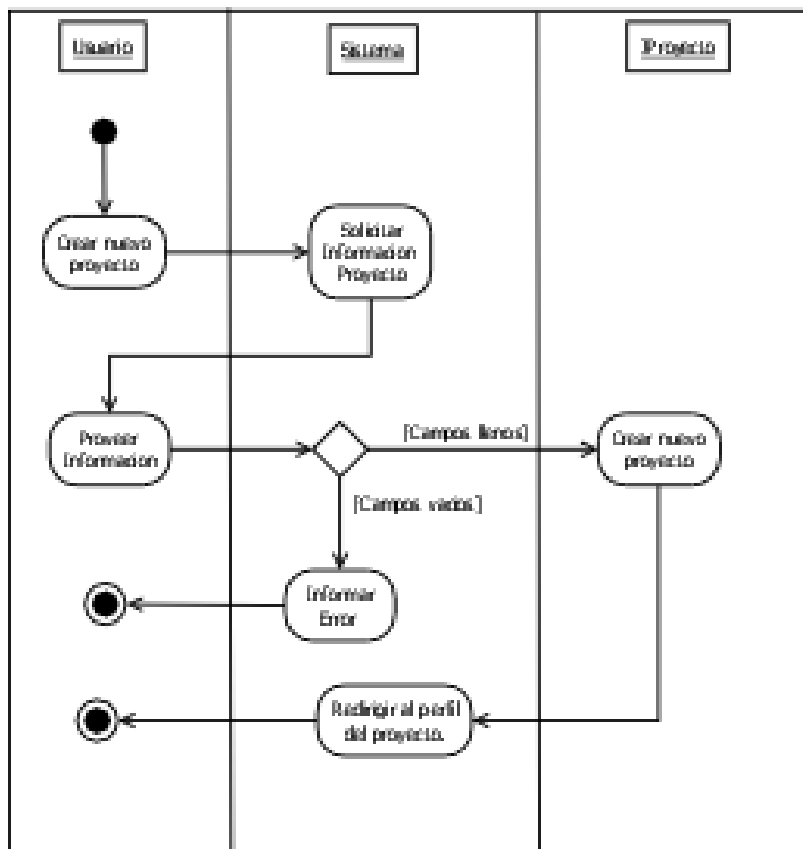 Usuario
Sistema
IProyecto
Crear nuevo
proyecto
Solicitar
Informacion
Proyecto
Proveer
Informacion
[Campos llenos]
Crear nuevo
proyecto
[Campos vacios]
Informar
Error
Redirigir al perfil
del proyecto.